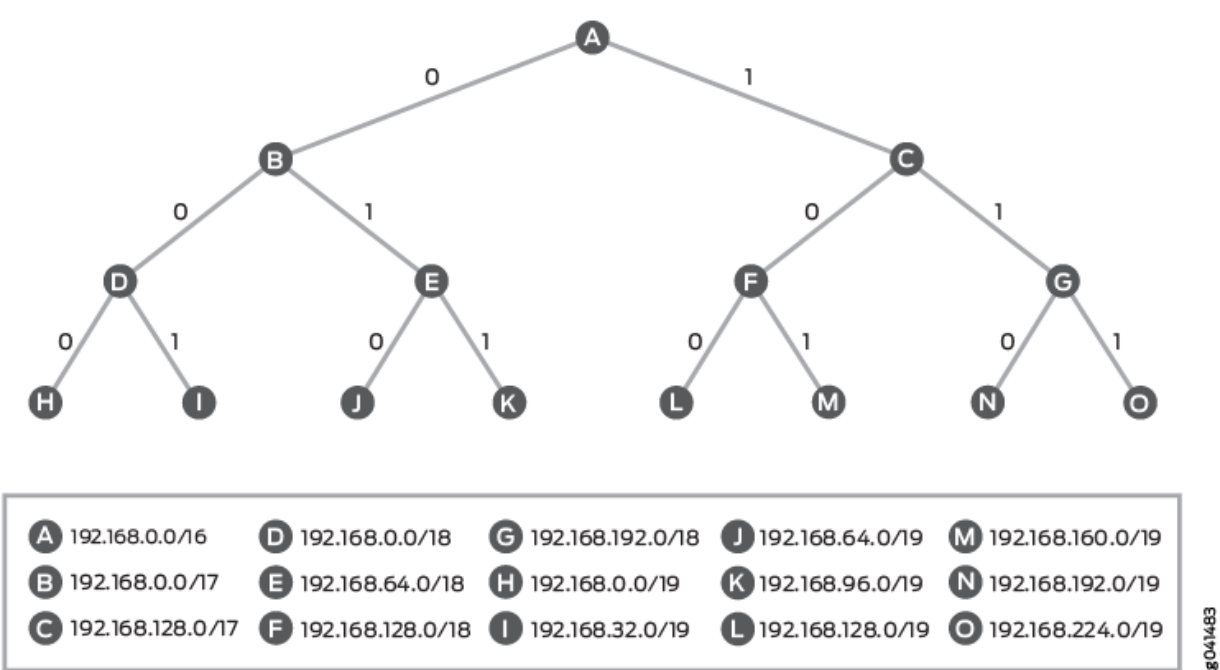 A
0 1
B C
0 1 0 1
D E F G
0 1 0 1 0 1 0 1
H I J K L M N O
A 192.168.0.0/16 D 192.168.0.0/18 G 192.168.192.0/18 J 192.168.64.0/19 M 192.168.160.0/19
B 192.168.0.0/17 E 192.168.64.0/18 H 192.168.0.0/19 K 192.168.96.0/19 N 192.168.192.0/19
C 192.168.128.0/17 F 192.168.128.0/18 I 192.168.32.0/19 L 192.168.128.0/19 O 192.168.224.0/19
g041483